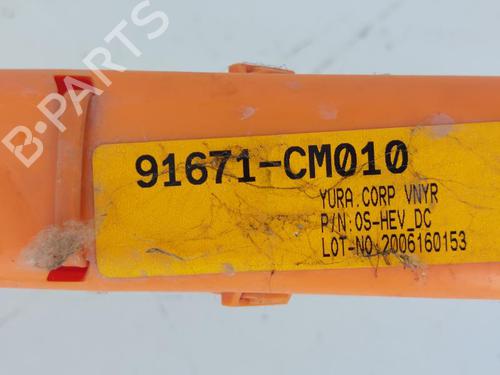 B-PARTS
91671-CM010
YURA.CORP VNYR
P/N:OS-HEV_DC
LOT-NO.2006160153